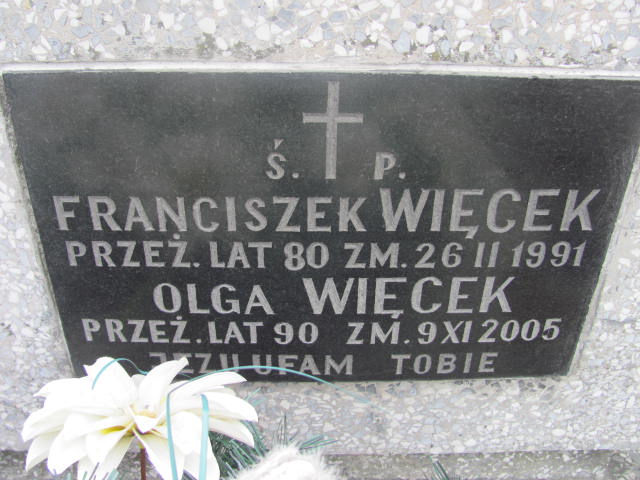 Ś. P.
FRANCISZEK WIĘCEK
PRZEŻ. LAT 80 ZM. 26 II 1991
OLGA WIĘCEK
PRZEŻ. LAT 90 ZM. 9 XI 2005
JEZU UFAM TOBIE